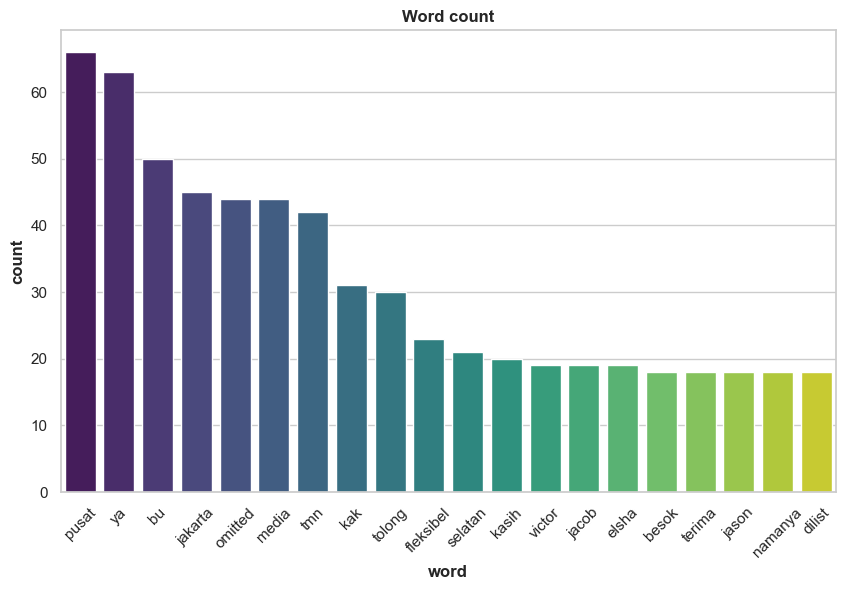 Word count
count
60
50
40
30
20
10
0
pusat
ya
bu
jakarta
omitted
media
tmn
kak
tolong
fleksibel
selatan
kasih
victor
jacob
elsha
besok
terima
jason
namanya
dilist
word